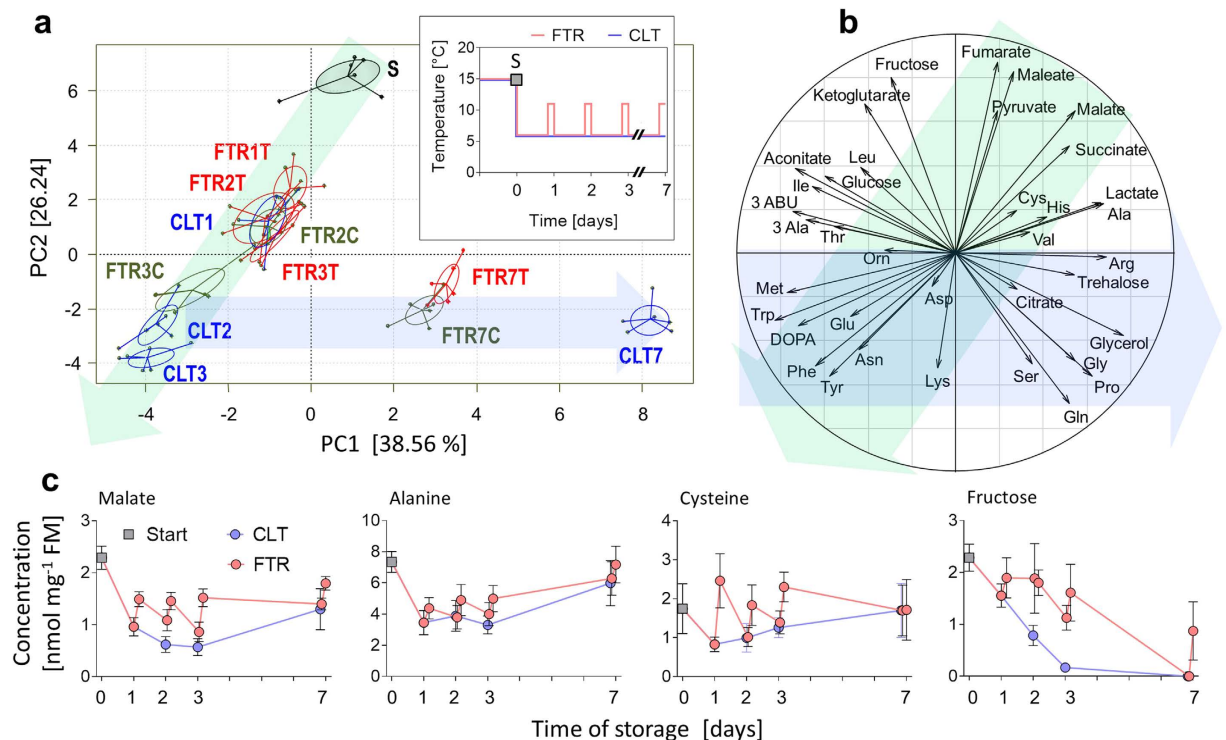 a
PC2 [26.24]
6
4
2
0
-2
-4
-4
-2
0
2
4
6
8
PC1 [38.56 %]
S
FTR1T
FTR2T
CLT1
FTR2C
FTR3C
FTR3T
CLT2
CLT3
FTR7T
FTR7C
CLT7
FTR CLT
Temperature [°C]
20
15
10
5
0
S
0
1
2
3
7
Time [days]
b
Fumarate
Fructose
Maleate
Ketoglutarate
Pyruvate
Malate
Succinate
Aconitate
Leu
Ile
Glucose
Cys
Lactate
3 ABU
His
Ala
3 Ala
Thr
Val
Orn
Arg
Met
Asp
Trehalose
Trp
Citrate
Glu
DOPA
Glycerol
Asn
Phe
Gly
Tyr
Lys
Ser
Pro
Gln
c
Concentration
[nmol mg-1 FM]
Malate
Start
CLT
FTR
3
2
1
0
0 1 2 3 7
Alanine
10
8
6
4
2
0
0 1 2 3 7
Cysteine
4
3
2
1
0
0 1 2 3 7
Fructose
3
2
1
0
0 1 2 3 7
Time of storage [days]